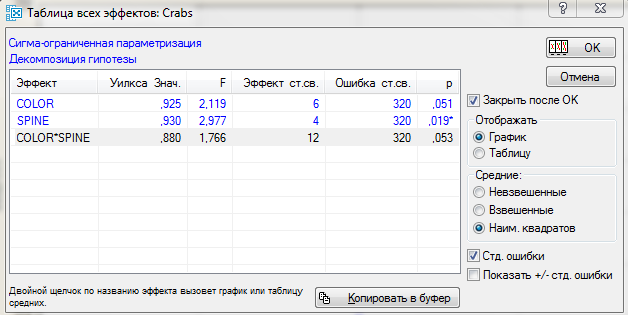 Таблица всех эффектов: Crabs
? X
Сигма-ограниченная параметризация
Декомпозиция гипотезы
Эффект Уилкса Знач. F Эффект ст.св. Ошибка ст.св. p
COLOR ,925 2,119 6 320 ,051
SPINE ,930 2,977 4 320 ,019*
COLOR*SPINE ,880 1,766 12 320 ,053
OK
Отмена
Закрыть после OK
Отображать
График
Таблицу
Средние:
Невзвешенные
Взвешенные
Наим. квадратов
Стд. ошибки
Показать +/- стд. ошибки
Двойной щелчок по названию эффекта вызовет график или таблицу
средних.
Копировать в буфер